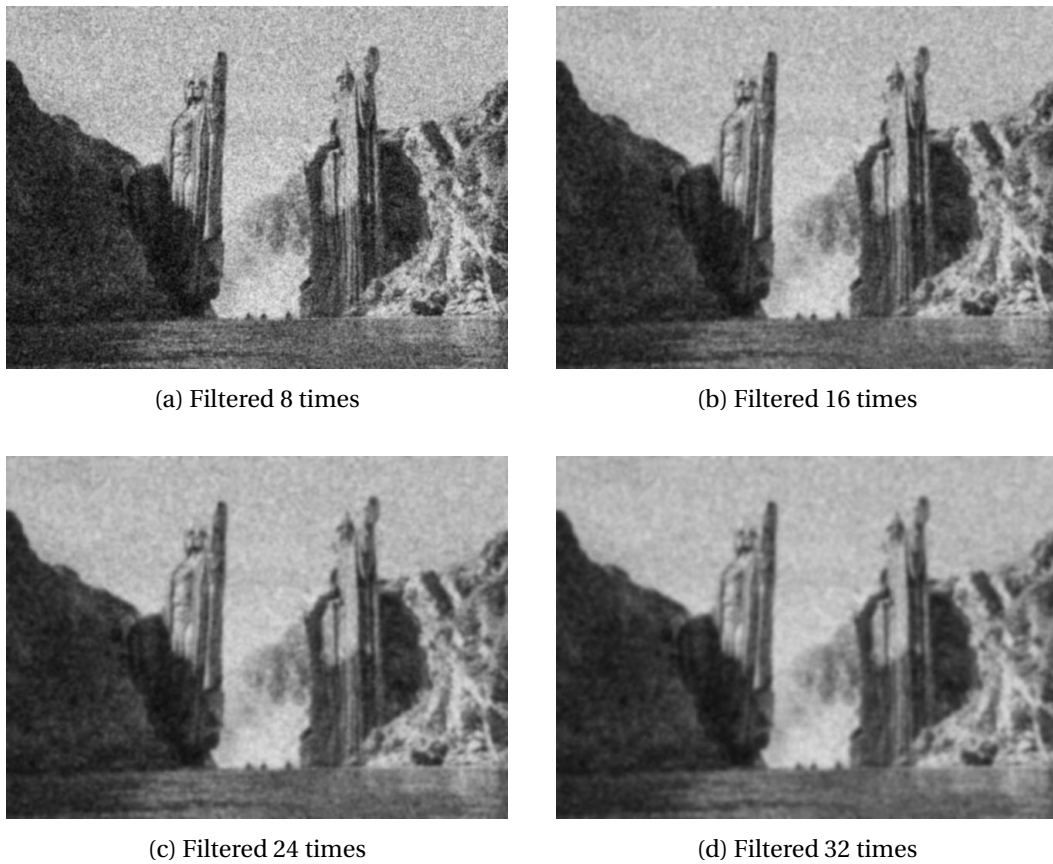 (a) Filtered 8 times
(b) Filtered 16 times
(c) Filtered 24 times
(d) Filtered 32 times